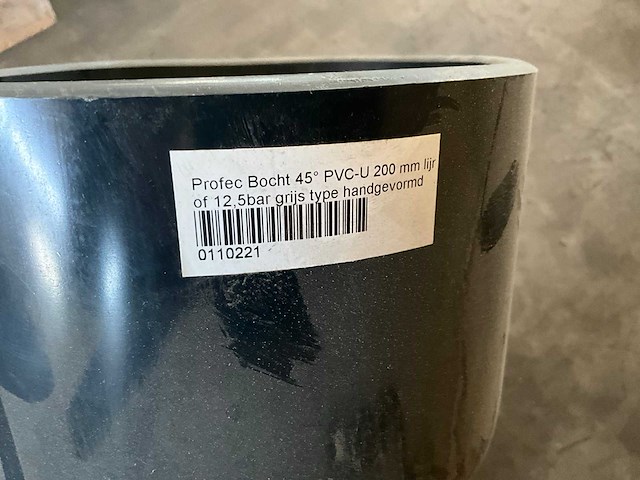 Profec Bocht 45° PVC-U 200 mm lijr
of 12,5bar grijs type handgevormd
0110221